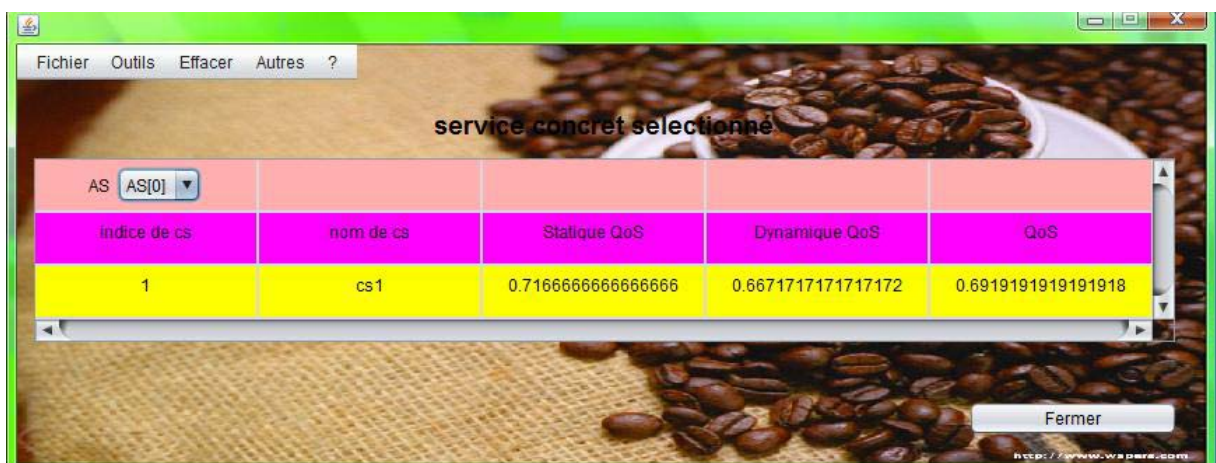 Fichier Outils Effacer Autres ?
service concret selectionné
AS AS[0]
indice de cs nom de cs Statique QoS Dynamique QoS QoS
1 cs1 0.7166666666666666 0.6671717171717172 0.6919191919191918
Fermer
http://www.wapara.com